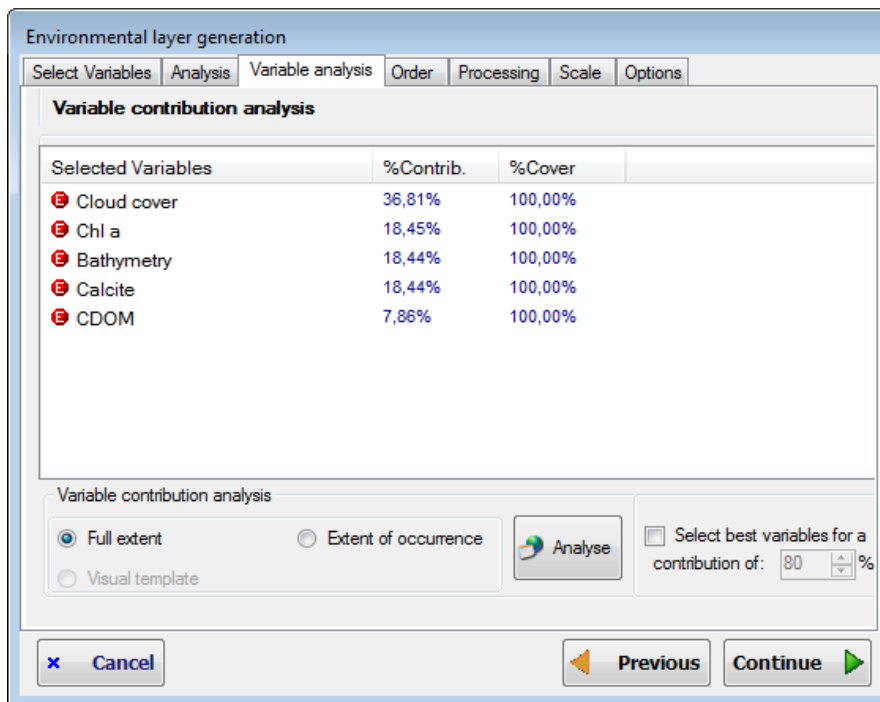 Environmental layer generation
Select Variables Analysis Variable analysis Order Processing Scale Options
Variable contribution analysis
Selected Variables %Contrib. %Cover
E Cloud cover 36,81% 100,00%
E Chl a 18,45% 100,00%
E Bathymetry 18,44% 100,00%
E Calcite 18,44% 100,00%
E CDOM 7,86% 100,00%
Variable contribution analysis
Full extent Extent of occurrence Analyse Select best variables for a
Visual template contribution of: 80 %
Cancel Previous Continue